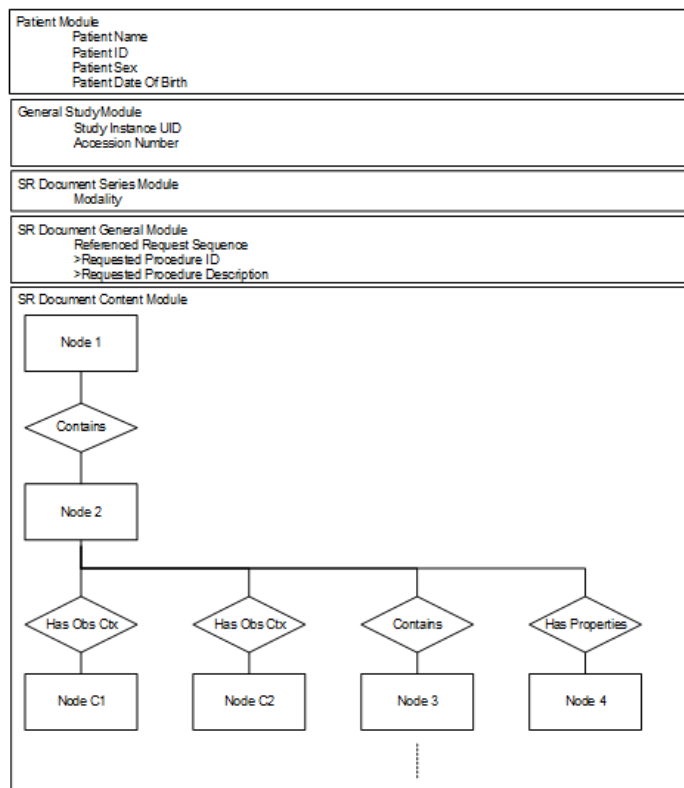 Patient Module
Patient Name
Patient ID
Patient Sex
Patient Date Of Birth
General Study Module
Study Instance UID
Accession Number
SR Document Series Module
Modality
SR Document General Module
Referenced Request Sequence
>Requested Procedure ID
>Requested Procedure Description
SR Document Content Module
Node 1
Contains
Node 2
Has Obs Ctx
Has Obs Ctx
Contains
Has Properties
Node C1
Node C2
Node 3
Node 4